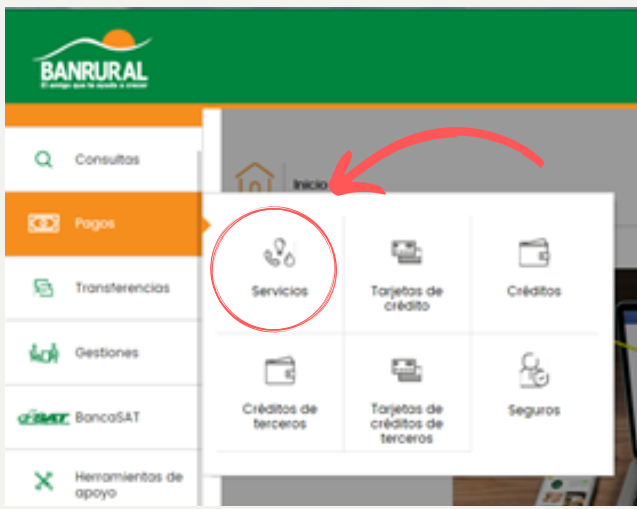 BANRURAL
El amigo que te ayuda a crecer
Consultas
Inicio
Pagos
Transferencias
Gestiones
BancaSAT
Herramientas de
apoyo
Servicios
Tarjetas de
crédito
Créditos
Créditos de
terceros
Tarjetas de
créditos de
terceros
Seguros